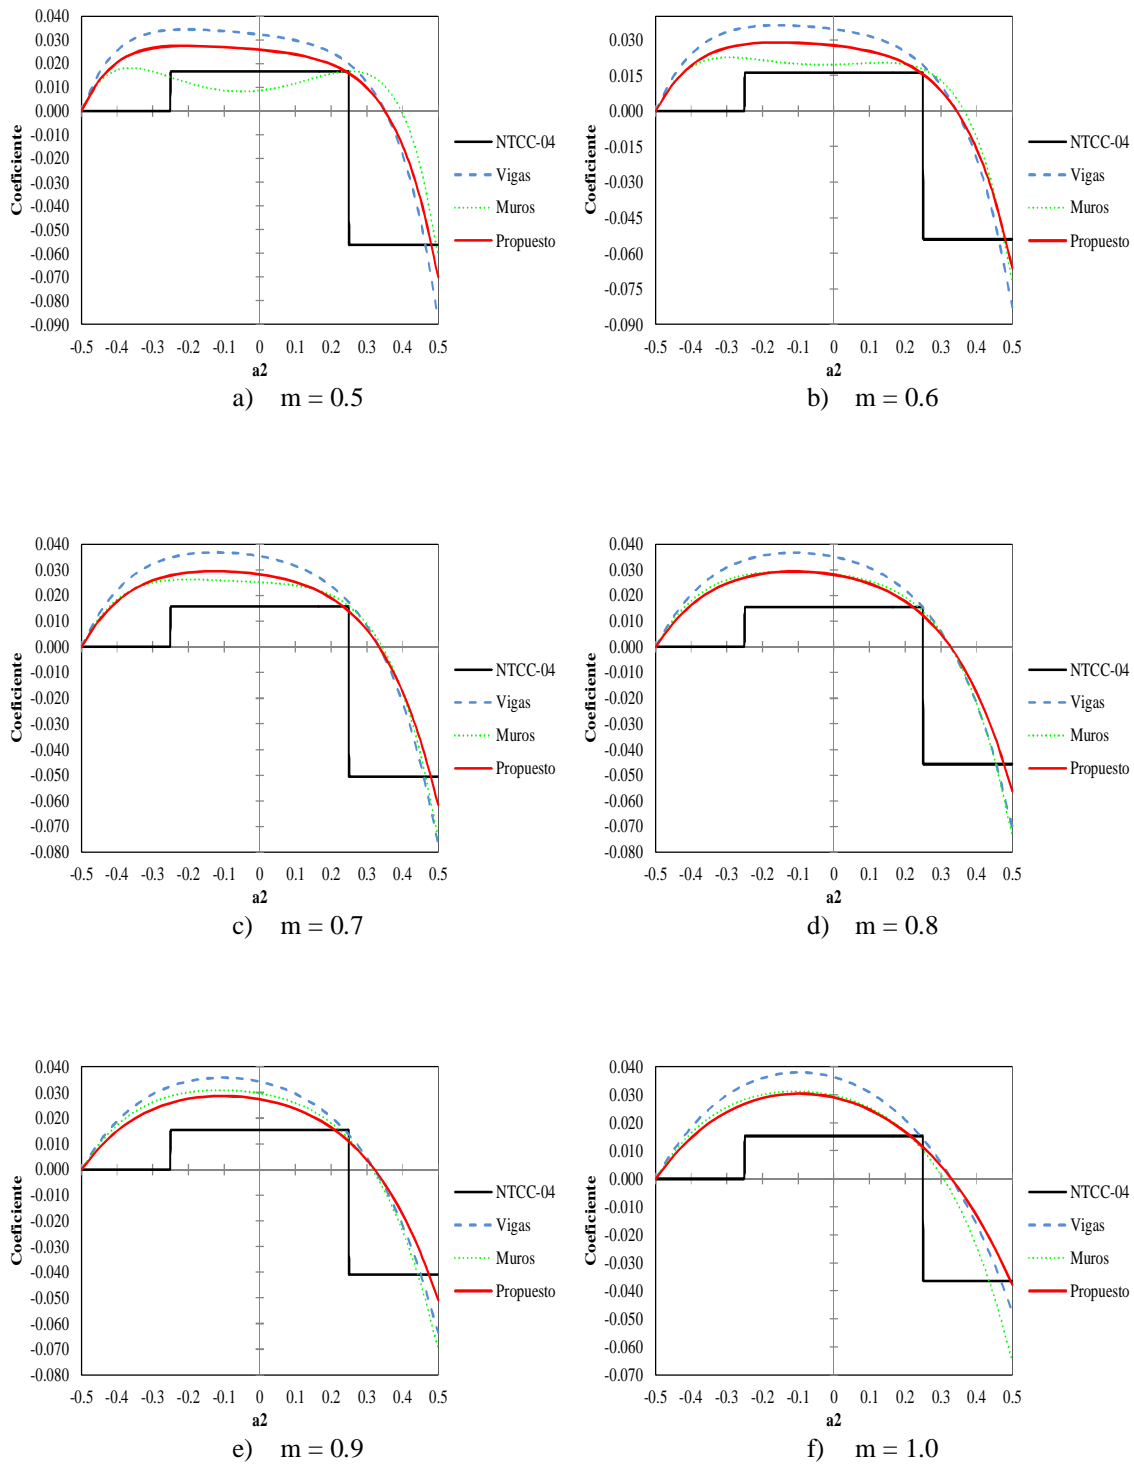 0.040
0.030
0.020
0.010
0.000
-0.010
-0.020
-0.030
-0.040
-0.050
-0.060
-0.070
-0.080
-0.090
Coeficiente
-0.5 -0.4 -0.3 -0.2 -0.1 0 0.1 0.2 0.3 0.4 0.5
a2
NTCC-04
Vigas
Muros
Propuesto
a) m = 0.5
0.030
0.015
0.000
-0.015
-0.030
-0.045
-0.060
-0.075
-0.090
Coeficiente
-0.5 -0.4 -0.3 -0.2 -0.1 0 0.1 0.2 0.3 0.4 0.5
a2
NTCC-04
Vigas
Muros
Propuesto
b) m = 0.6
0.040
0.030
0.020
0.010
0.000
-0.010
-0.020
-0.030
-0.040
-0.050
-0.060
-0.070
-0.080
Coeficiente
-0.5 -0.4 -0.3 -0.2 -0.1 0 0.1 0.2 0.3 0.4 0.5
a2
NTCC-04
Vigas
Muros
Propuesto
c) m = 0.7
0.040
0.030
0.020
0.010
0.000
-0.010
-0.020
-0.030
-0.040
-0.050
-0.060
-0.070
-0.080
Coeficiente
-0.5 -0.4 -0.3 -0.2 -0.1 0 0.1 0.2 0.3 0.4 0.5
a2
NTCC-04
Vigas
Muros
Propuesto
d) m = 0.8
0.040
0.030
0.020
0.010
0.000
-0.010
-0.020
-0.030
-0.040
-0.050
-0.060
-0.070
-0.080
Coeficiente
-0.5 -0.4 -0.3 -0.2 -0.1 0 0.1 0.2 0.3 0.4 0.5
a2
NTCC-04
Vigas
Muros
Propuesto
e) m = 0.9
0.040
0.030
0.020
0.010
0.000
-0.010
-0.020
-0.030
-0.040
-0.050
-0.060
-0.070
Coeficiente
-0.5 -0.4 -0.3 -0.2 -0.1 0 0.1 0.2 0.3 0.4 0.5
a2
NTCC-04
Vigas
Muros
Propuesto
f) m = 1.0